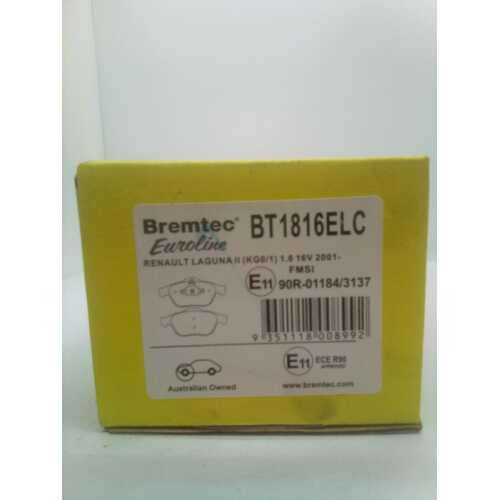 Bremtec®
Euroline
BT1816ELC
RENAULT LAGUNA II (KG0/1) 1.6 16V 2001-
FMSI
E11 90R-01184/3137
9 351118 008992
E11 ECE R90
APPROVED
Australian Owned
www.bremtec.com